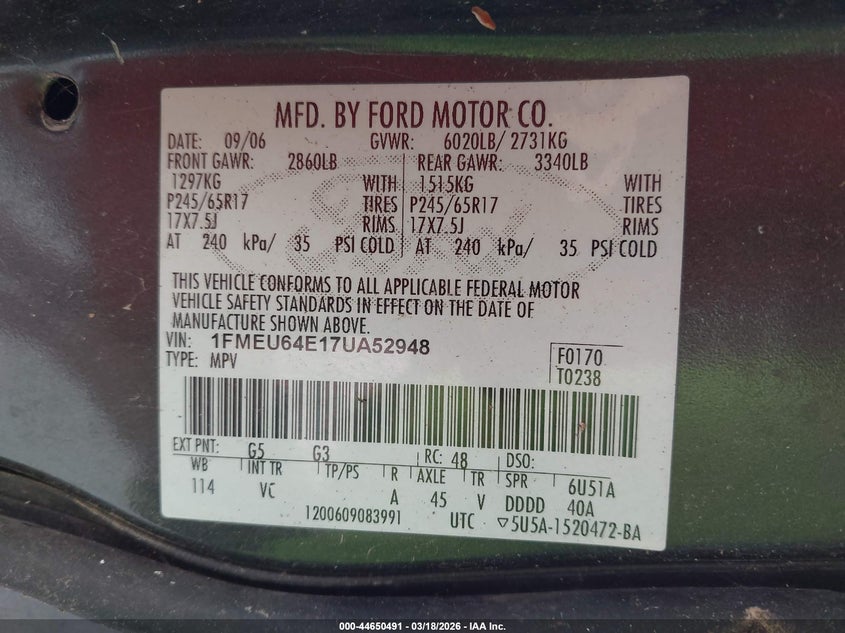 MFD. BY FORD MOTOR CO.
DATE: 09/06 GVWR: 6020LB/ 2731KG
FRONT GAWR: 2860LB REAR GAWR: 3340LB
1297KG WITH 1515KG WITH
P245/65R17 TIRES P245/65R17 TIRES
17X7.5J RIMS 17X7.5J RIMS
AT 240 kPa/ 35 PSI COLD AT 240 kPa/ 35 PSI COLD
THIS VEHICLE CONFORMS TO ALL APPLICABLE FEDERAL MOTOR
VEHICLE SAFETY STANDARDS IN EFFECT ON THE DATE OF
MANUFACTURE SHOWN ABOVE.
VIN: 1FMEU64E17UA52948
TYPE: MPV
F0170
T0238
EXT PNT: G5 G3 RC: 48 DSO:
WB INT TR TP/PS R AXLE TR SPR 6U51A
114 VC A 45 V DDDD 40A
1200609083991 UTC ▽5U5A-1520472-BA
000-44650491 - 03/18/2026 - IAA Inc.